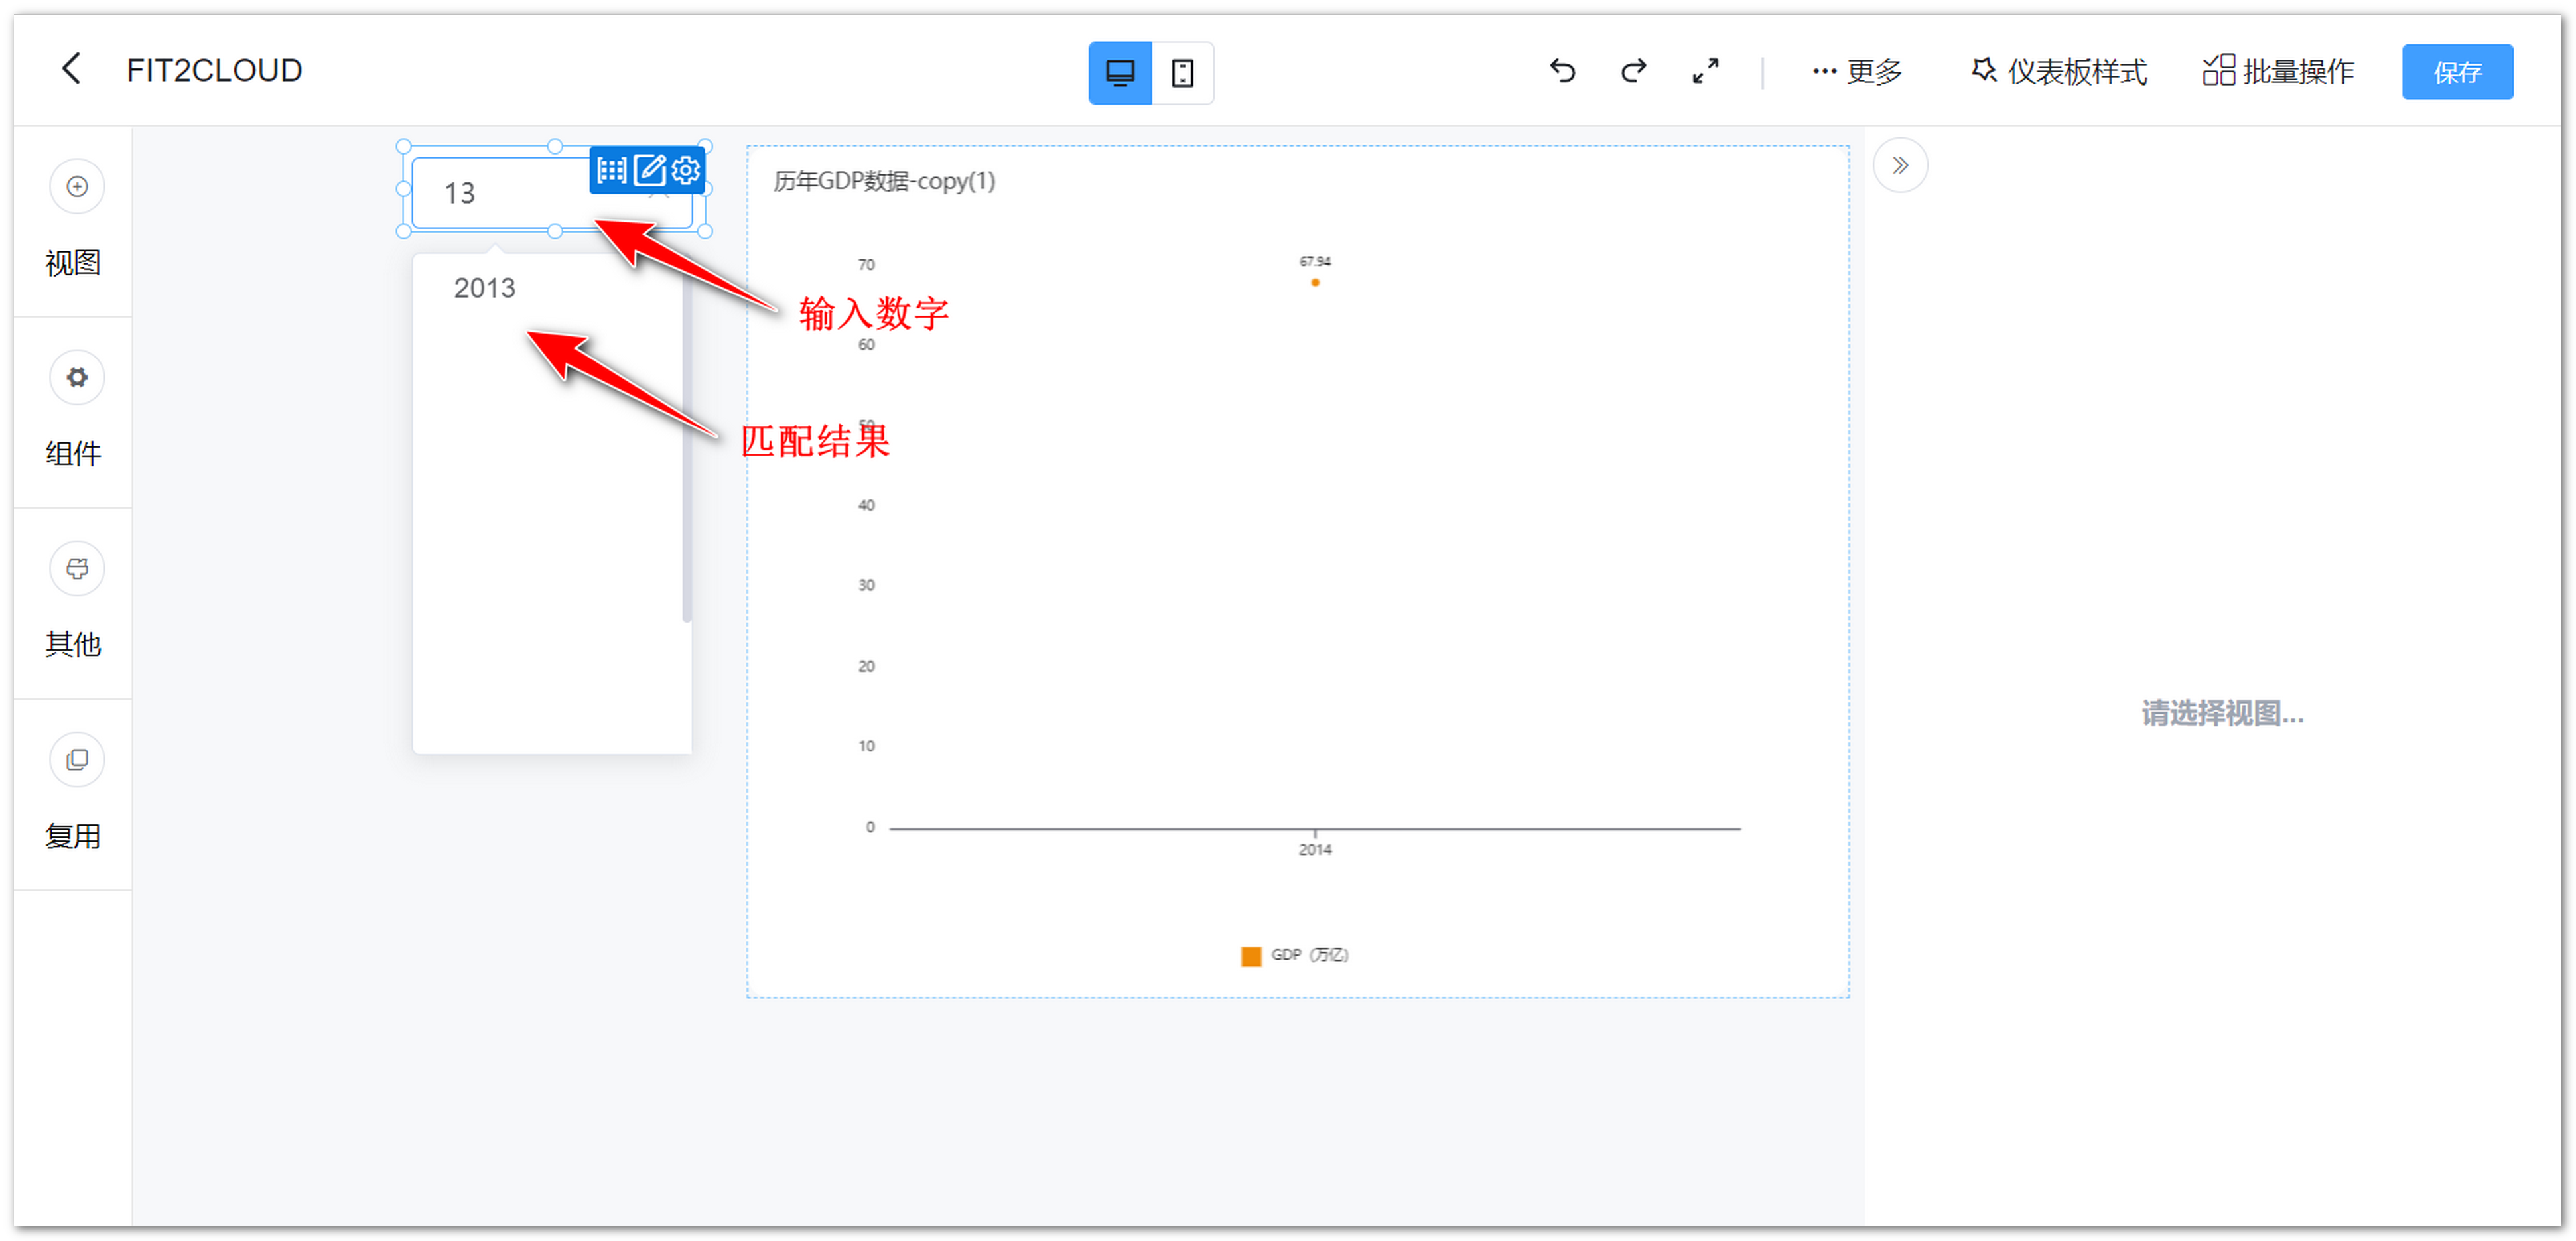 FIT2CLOUD
更多
仪表板样式
批量操作
保存
视图
组件
其他
复用
13
2013
输入数字
匹配结果
历年GDP数据-copy(1)
70
60
50
40
30
20
10
0
67.94
2014
GDP（万亿）
请选择视图...